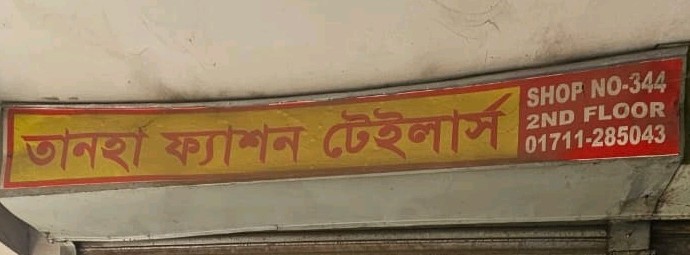 তানহা ফ্যাশন টেইলার্স
SHOP NO-344
2ND FLOOR
01711-285043